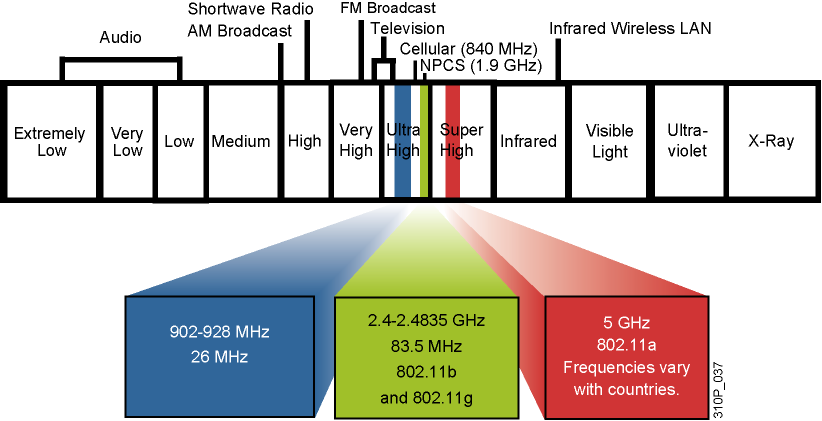 Shortwave Radio
FM Broadcast
AM Broadcast
Television
Infrared Wireless LAN
Audio
Cellular (840 MHz)
NPCS (1.9 GHz)
Extremely
Low
Very
Low
Low
Medium
High
Very
High
Ultra
High
Super
High
Infrared
Visible
Light
Ultra-
violet
X-Ray
902-928 MHz
26 MHz
2.4-2.4835 GHz
83.5 MHz
802.11b
and 802.11g
5 GHz
802.11a
Frequencies vary
with countries.
310P_037